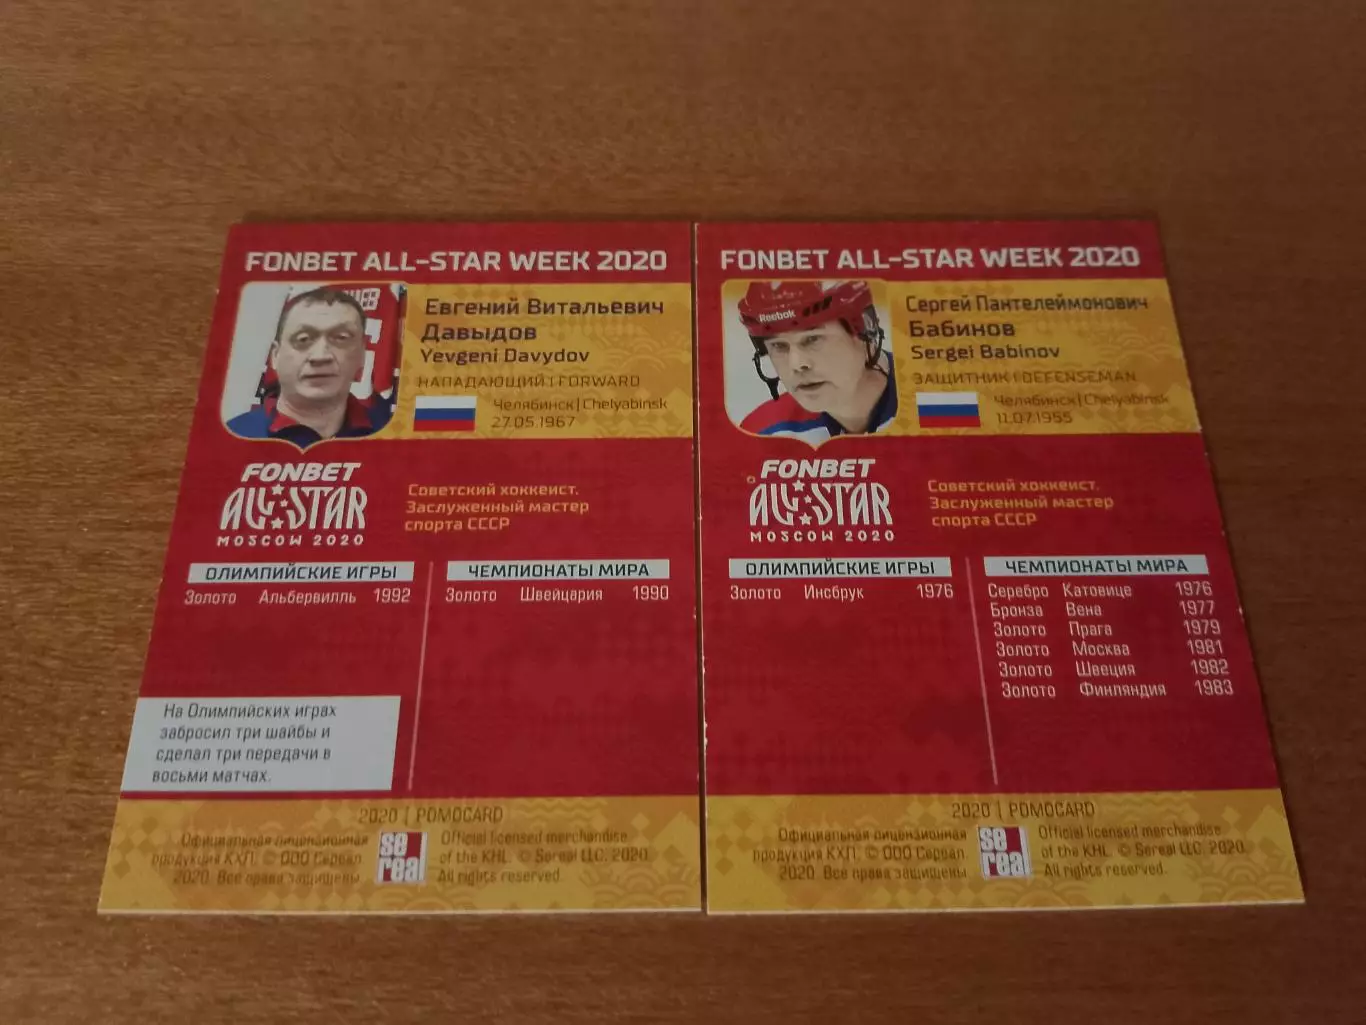 FONBET ALL-STAR WEEK 2020
Евгений Витальевич
Давыдов
Yevgeni Davydov
НАПАДАЮЩИЙ | FORWARD
Челябинск | Chelyabinsk
27.05.1967
FONBET
ALL-STAR
MOSCOW 2020
Советский хоккеист.
Заслуженный мастер
спорта СССР
ОЛИМПИЙСКИЕ ИГРЫ
Золото Альбервилль 1992
ЧЕМПИОНАТЫ МИРА
Золото Швейцария 1990
На Олимпийских играх
забросил три шайбы и
сделал три передачи в
восьми матчах.
2020 | POMOCARD
Официальная лицензионная
продукция КХЛ. © ООО Сереал.
2020. Все права защищены.
se
real
Official licensed merchandise
of the KHL. © Sereal LLC. 2020.
All rights reserved.
FONBET ALL-STAR WEEK 2020
Reebok
Сергей Пантелеймонович
Бабинов
Sergei Babinov
ЗАЩИТНИК | DEFENSEMAN
Челябинск | Chelyabinsk
11.07.1955
FONBET
ALL-STAR
MOSCOW 2020
Советский хоккеист.
Заслуженный мастер
спорта СССР
ОЛИМПИЙСКИЕ ИГРЫ
Золото Инсбрук 1976
ЧЕМПИОНАТЫ МИРА
Серебро Катовице 1976
Бронза Вена 1977
Золото Прага 1979
Золото Москва 1981
Золото Швеция 1982
Золото Финляндия 1983
2020 | POMOCARD
Официальная лицензионная
продукция КХЛ. © ООО Сереал.
2020. Все права защищены.
se
real
Official licensed merchandise
of the KHL. © Sereal LLC. 2020.
All rights reserved.